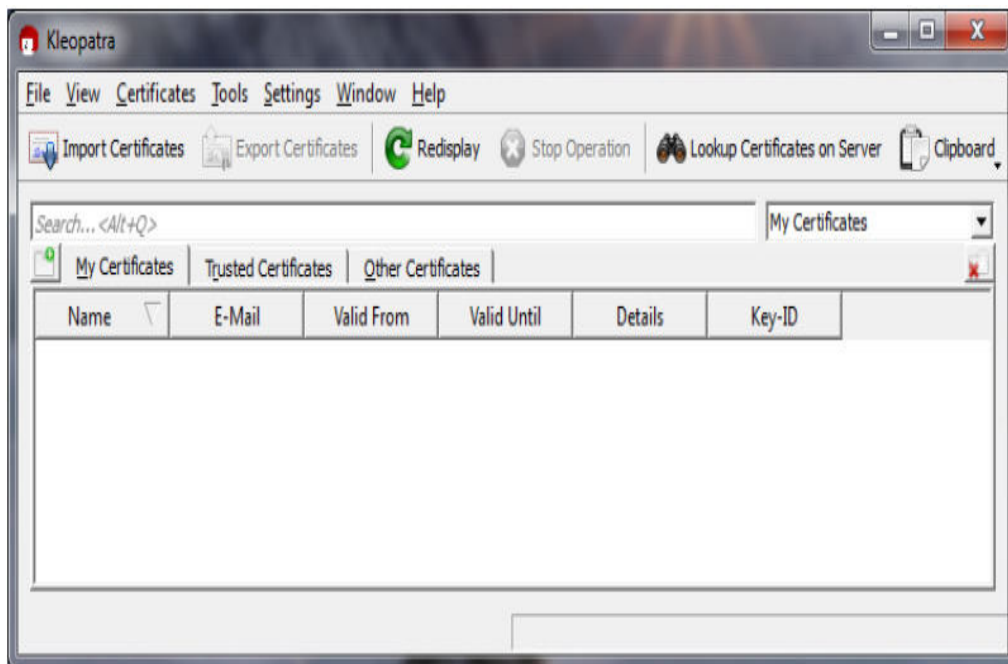 Kleopatra
File View Certificates Tools Settings Window Help
Import Certificates Export Certificates Redisplay Stop Operation Lookup Certificates on Server Clipboard
Search... <Alt+Q> My Certificates
My Certificates Trusted Certificates Other Certificates
Name E-Mail Valid From Valid Until Details Key-ID